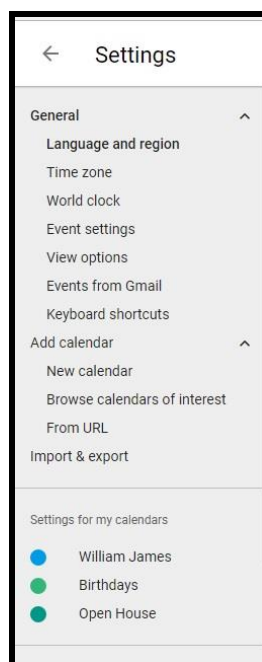 Settings
General
Language and region
Time zone
World clock
Event settings
View options
Events from Gmail
Keyboard shortcuts
Add calendar
New calendar
Browse calendars of interest
From URL
Import & export
Settings for my calendars
William James
Birthdays
Open House